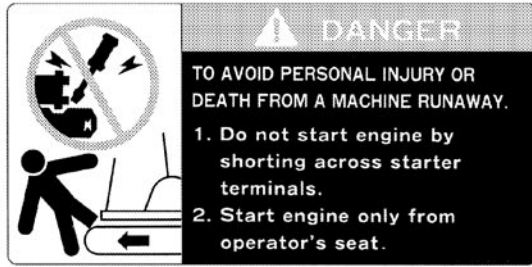 DANGER
TO AVOID PERSONAL INJURY OR
DEATH FROM A MACHINE RUNAWAY.
1. Do not start engine by
shorting across starter
terminals.
2. Start engine only from
operator's seat.